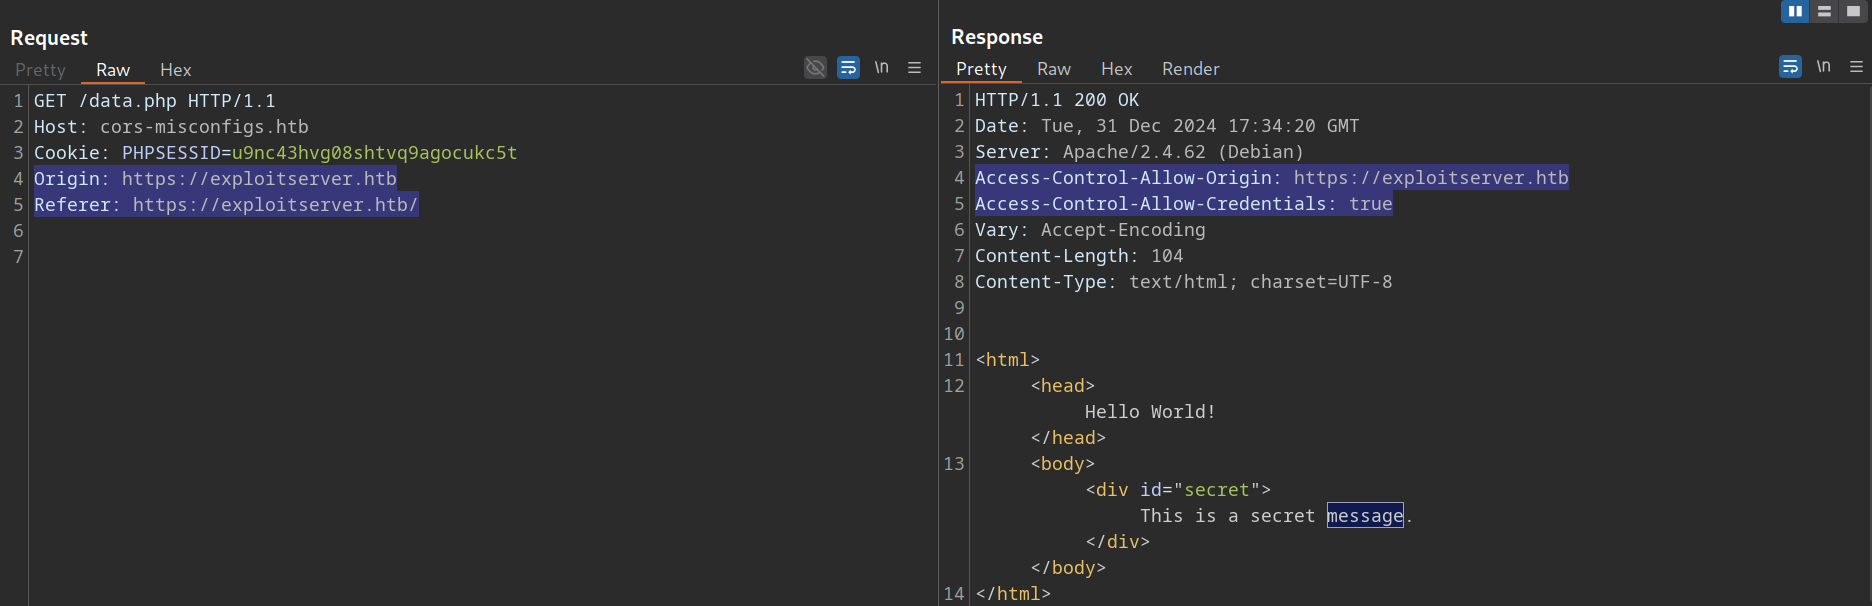 Request
Pretty Raw Hex \n
1 GET /data.php HTTP/1.1
2 Host: cors-misconfigs.htb
3 Cookie: PHPSESSID=u9nc43hvg08shtvq9agocukc5t
4 Origin: https://exploitserver.htb
5 Referer: https://exploitserver.htb/
6
7
Response
Pretty Raw Hex Render \n
1 HTTP/1.1 200 OK
2 Date: Tue, 31 Dec 2024 17:34:20 GMT
3 Server: Apache/2.4.62 (Debian)
4 Access-Control-Allow-Origin: https://exploitserver.htb
5 Access-Control-Allow-Credentials: true
6 Vary: Accept-Encoding
7 Content-Length: 104
8 Content-Type: text/html; charset=UTF-8
9
10
11 <html>
12 <head>
Hello World!
</head>
13 <body>
<div id="secret">
This is a secret message.
</div>
</body>
14 </html>